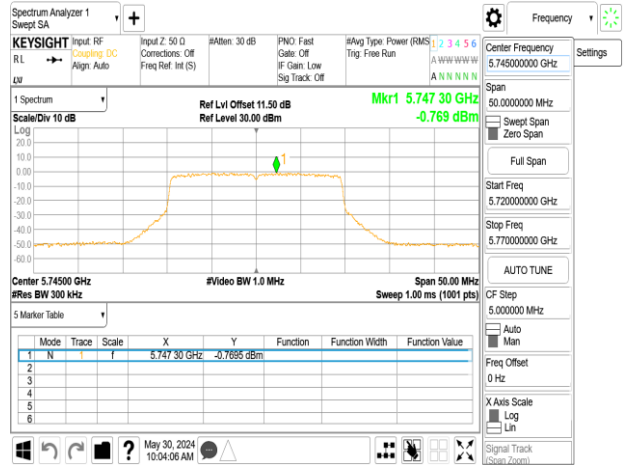 Spectrum Analyzer 1
Swept SA
Frequency
KEYSIGHT
RL
Input: RF
Coupling: DC
Align: Auto
Input Z: 50 Ω
Corrections: Off
Freq Ref: Int (S)
#Atten: 30 dB
PNO: Fast
Gate: Off
IF Gain: Low
Sig Track: Off
#Avg Type: Power (RMS
Trig: Free Run
1 2 3 4 5 6
A W W W W W
A N N N N N
Center Frequency
5.745000000 GHz
Settings
Span
50.0000000 MHz
Swept Span
Zero Span
Full Span
Start Freq
5.720000000 GHz
Stop Freq
5.770000000 GHz
AUTO TUNE
CF Step
5.000000 MHz
Auto
Man
Freq Offset
0 Hz
X Axis Scale
Log
Lin
Signal Track
(Span Zoom)
1 Spectrum
Scale/Div 10 dB
Ref Lvl Offset 11.50 dB
Ref Level 30.00 dBm
Mkr1 5.747 30 GHz
-0.769 dBm
Log
20.0
10.0
0.00
-10.0
-20.0
-30.0
-40.0
-50.0
-60.0
1
Center 5.74500 GHz
#Res BW 300 kHz
#Video BW 1.0 MHz
Span 50.00 MHz
Sweep 1.00 ms (1001 pts)
5 Marker Table
Mode Trace Scale X Y Function Function Width Function Value
1 N 1 f 5.747 30 GHz -0.7695 dBm
2
3
4
5
6
?
May 30, 2024
10:04:06 AM